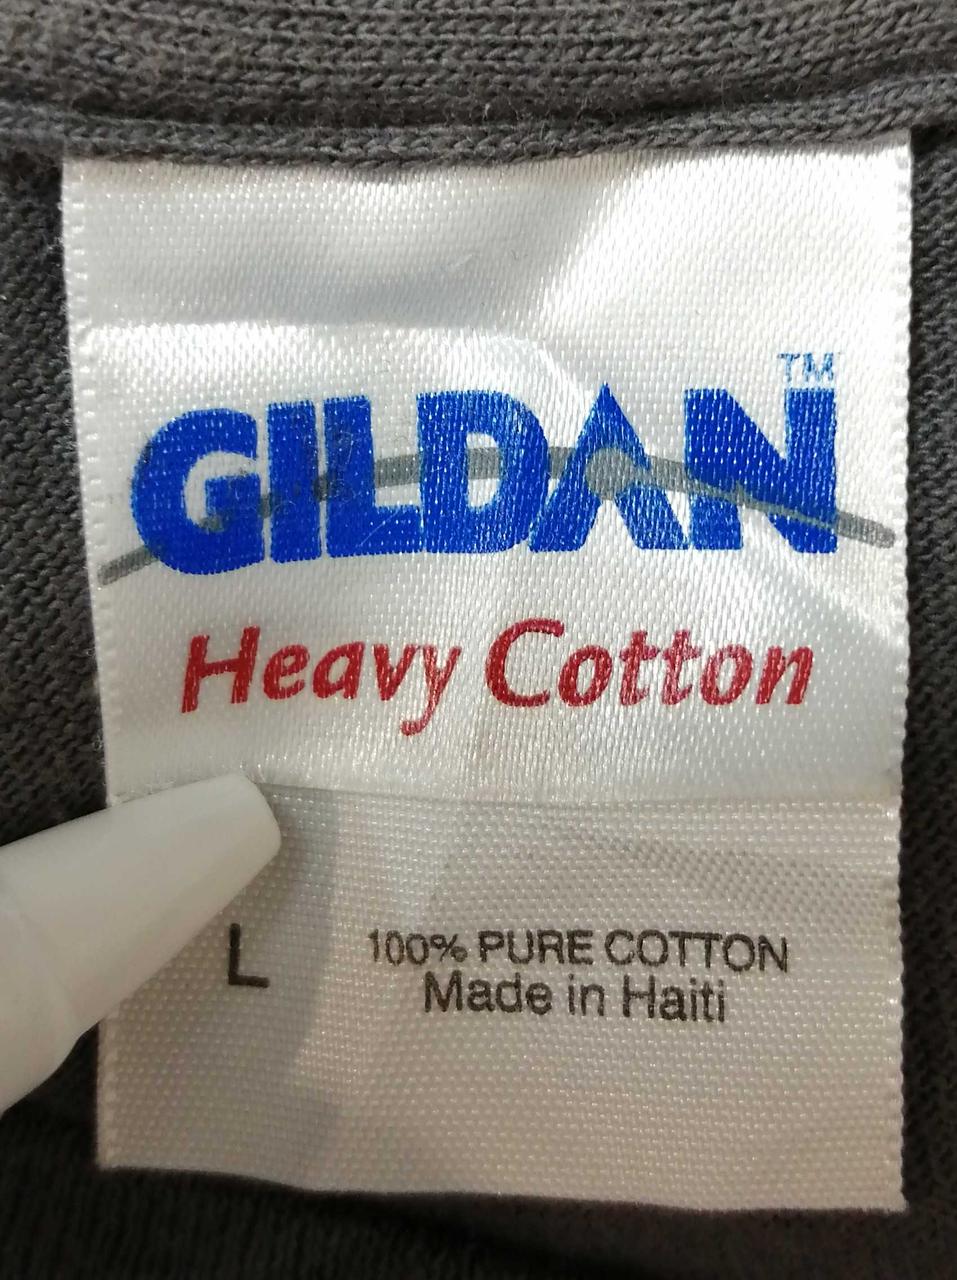 GILDAN™
Heavy Cotton
L
100% PURE COTTON
Made in Haiti